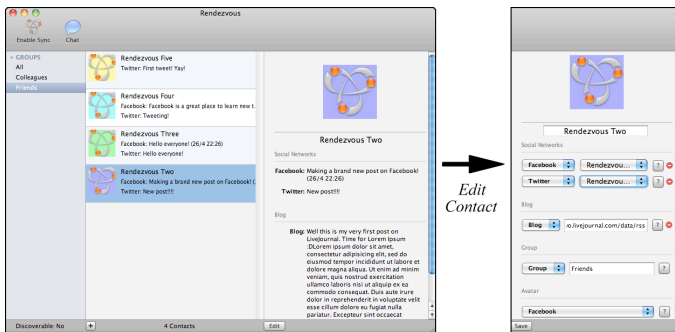 Rendezvous
Enable Sync
Chat
GROUPS
All
Colleagues
Friends
Rendezvous Five
Twitter: First tweet! Yay!
Rendezvous Four
Facebook: Facebook is a great place to learn new t.
Twitter: Tweeting!
Rendezvous Three
Facebook: Hello everyone! (26/4 22:26)
Twitter: Hello everyone!
Rendezvous Two
Facebook: Making a brand new post on Facebook! (.
Twitter: New post!!!!
Discoverable: No
+
4 Contacts
Rendezvous Two
Social Networks
Facebook: Making a brand new post on Facebook!
(26/4 22:26)
Twitter: New post!!!!
Blog
Blog: Well this is my very first post on
LiveJournal. Time for Lorem Ipsum
:DLorem ipsum dolor sit amet,
consectetur adipisicing elit, sed do
eiusmod tempor incididunt ut labore et
dolore magna aliqua. Ut enim ad minim
veniam, quis nostrud exercitation
ullamco laboris nisi ut aliquip ex ea
commodo consequat. Duis aute irure
dolor in reprehenderit in voluptate velit
esse cillum dolore eu fugiat nulla
pariatur. Excepteur sint occaecat
Edit
Edit
Contact
Rendezvous Two
Social Networks
Facebook Rendezvou... ?
Twitter Rendezvou... ?
Blog
Blog o.livejournal.com/data/rss ?
Group
Group Friends ?
Avatar
Facebook ?
Save